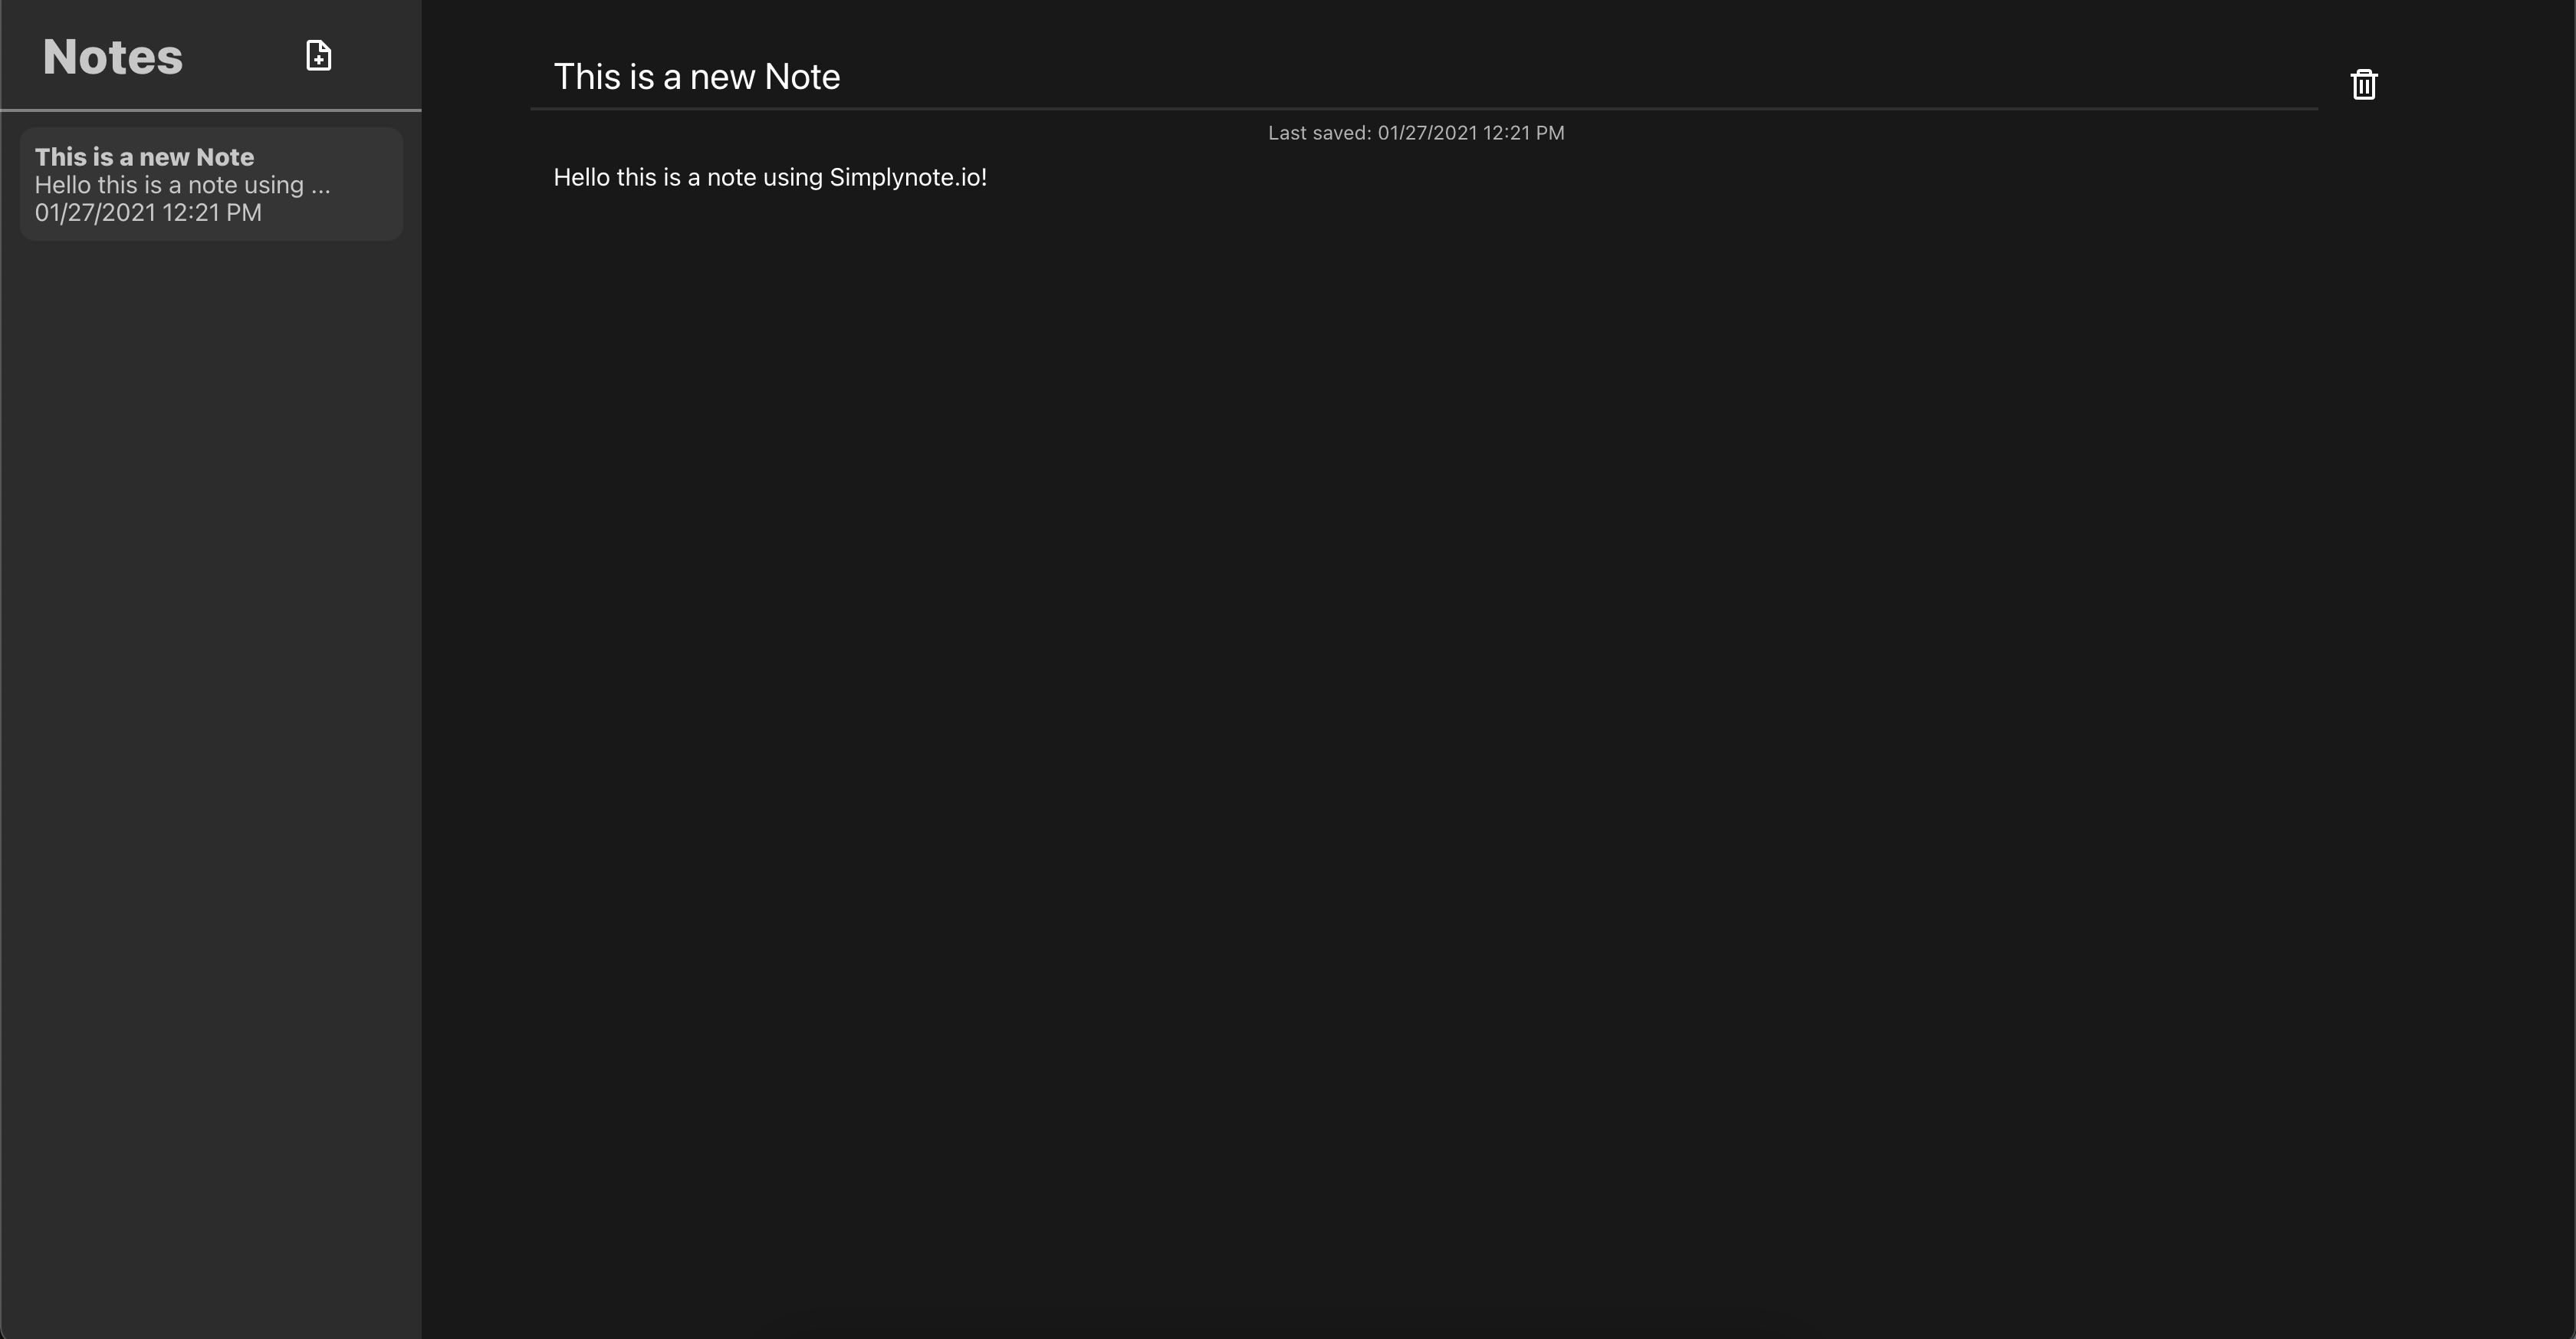 Notes
This is a new Note
Hello this is a note using ...
01/27/2021 12:21 PM
This is a new Note
Last saved: 01/27/2021 12:21 PM
Hello this is a note using Simplynote.io!